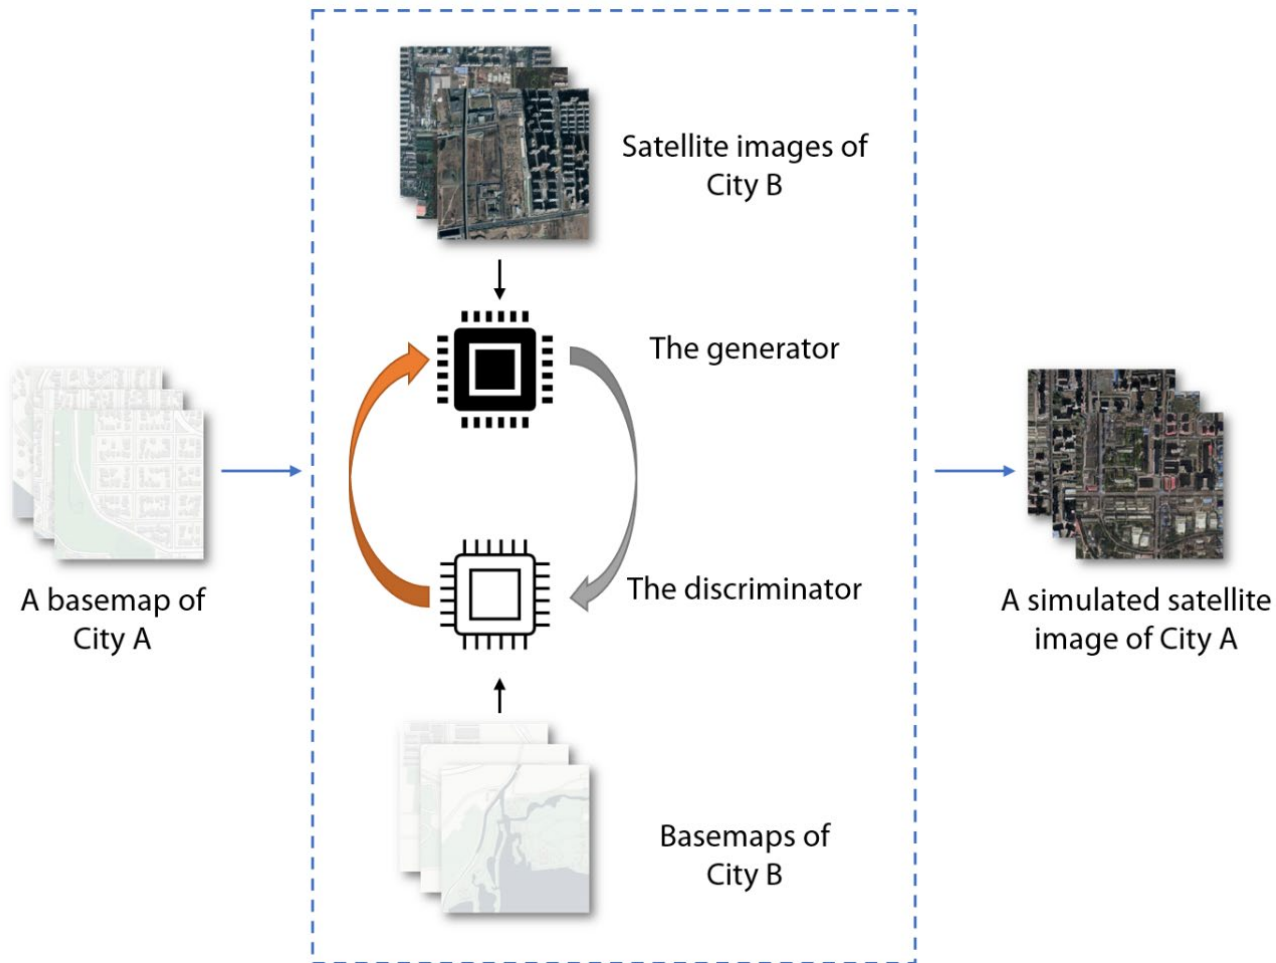 Satellite images of
City B
The generator
The discriminator
A basemap of
City A
A simulated satellite
image of City A
Basemaps of
City B